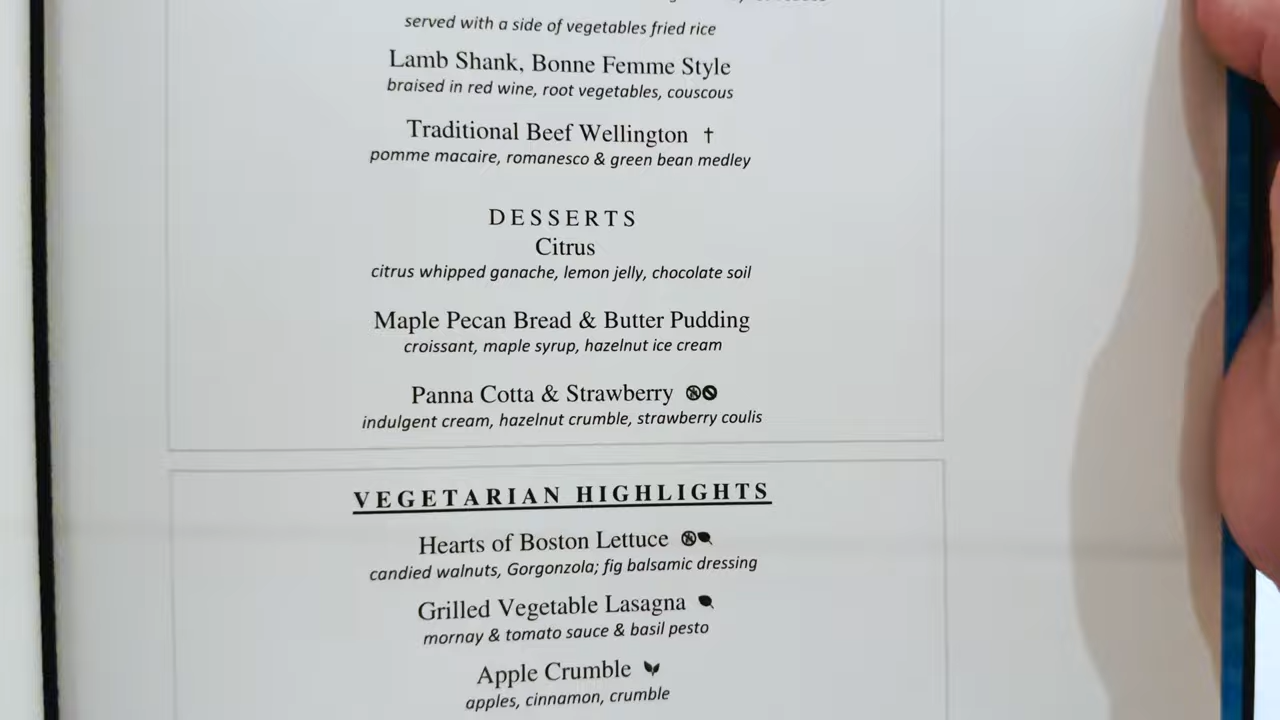 served with a side of vegetables fried rice
Lamb Shank, Bonne Femme Style
braised in red wine, root vegetables, couscous
Traditional Beef Wellington †
pomme macaire, romanesco & green bean medley
DESSERTS
Citrus
citrus whipped ganache, lemon jelly, chocolate soil
Maple Pecan Bread & Butter Pudding
croissant, maple syrup, hazelnut ice cream
Panna Cotta & Strawberry
indulgent cream, hazelnut crumble, strawberry coulis
VEGETARIAN HIGHLIGHTS
Hearts of Boston Lettuce
candied walnuts, Gorgonzola; fig balsamic dressing
Grilled Vegetable Lasagna
mornay & tomato sauce & basil pesto
Apple Crumble
apples, cinnamon, crumble